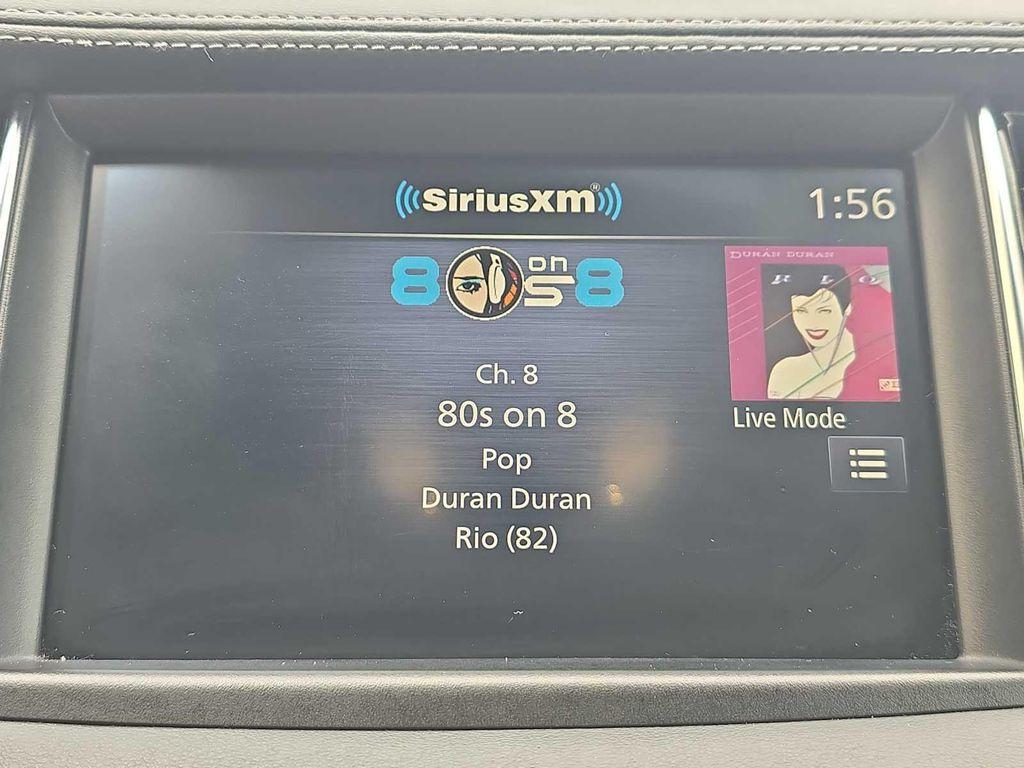 SiriusXM
1:56
80s on 8
DURAN DURAN
RIO
Ch. 8
80s on 8
Live Mode
Pop
Duran Duran
Rio (82)